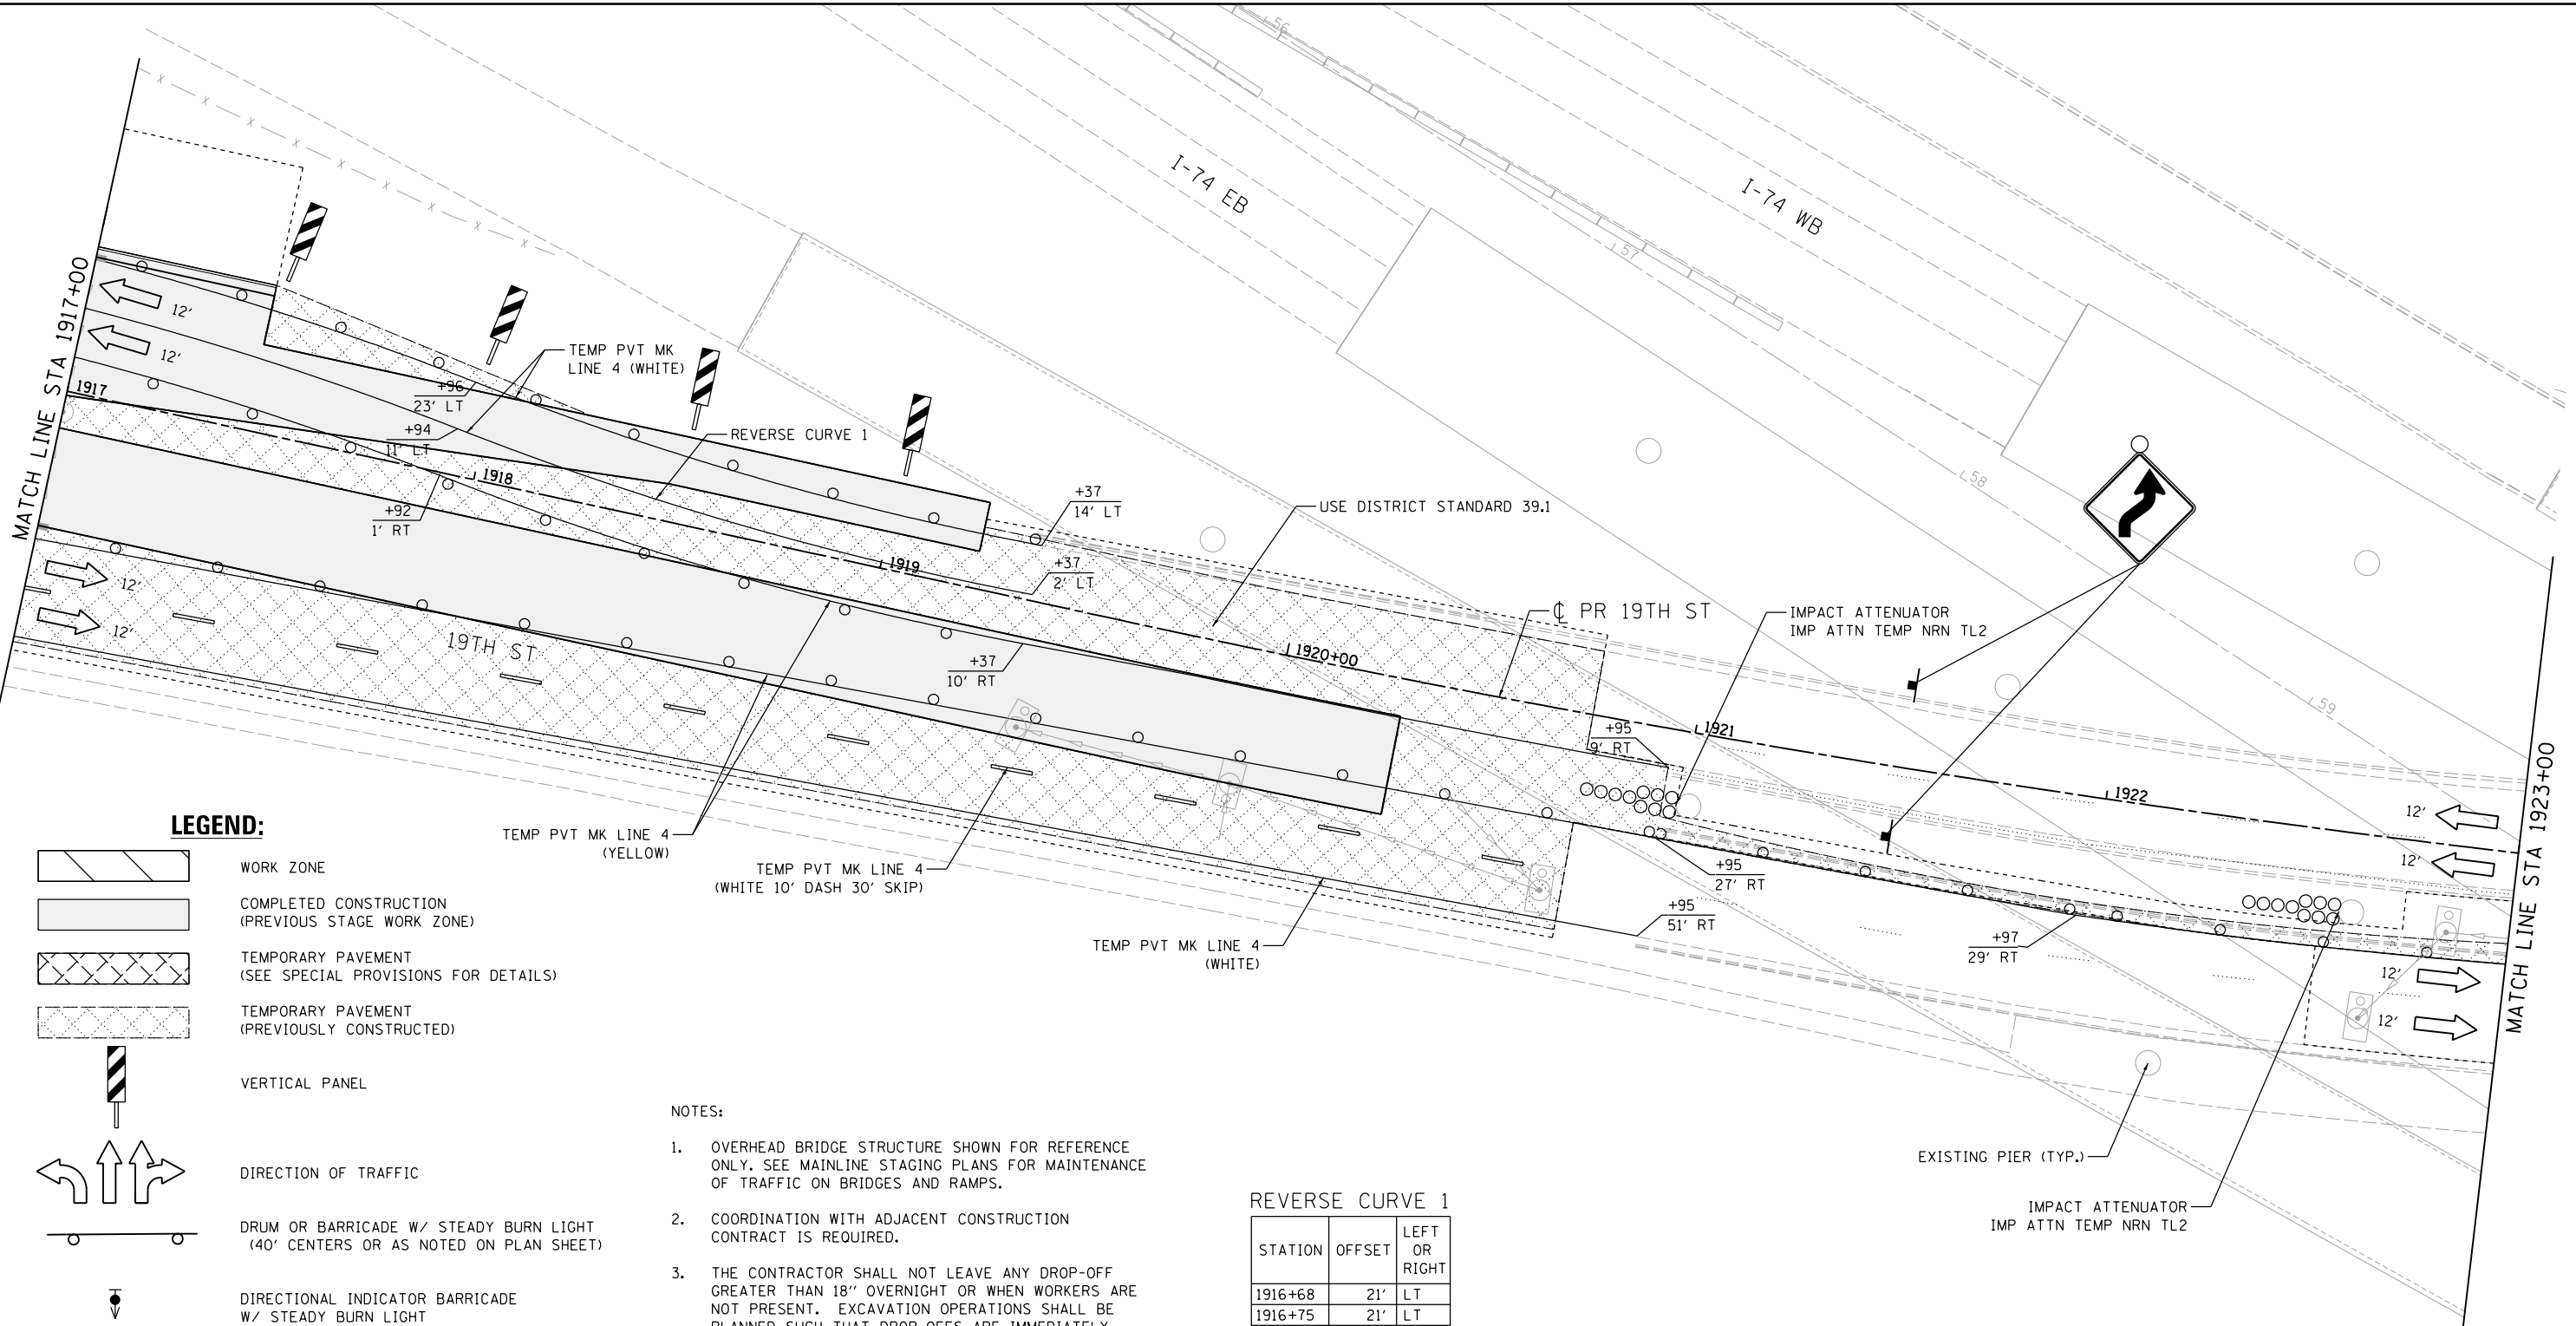 L56
I-74 EB
I-74 WB
L57
L58
L59
MATCH LINE STA 1917+00
12'
12'
1917
TEMP PVT MK
LINE 4 (WHITE)
+96
23' LT
+94
11' LT
REVERSE CURVE 1
1918
+92
1' RT
+37
14' LT
USE DISTRICT STANDARD 39.1
1919
+37
2' LT
℄ PR 19TH ST
IMPACT ATTENUATOR
IMP ATTN TEMP NRN TL2
12'
12'
19TH ST
1920+00
+37
10' RT
1921
+95
9' RT
1922
12'
12'
MATCH LINE STA 1923+00
TEMP PVT MK LINE 4
(YELLOW)
TEMP PVT MK LINE 4
(WHITE 10' DASH 30' SKIP)
+95
27' RT
+95
51' RT
TEMP PVT MK LINE 4
(WHITE)
+97
29' RT
12'
12'
EXISTING PIER (TYP.)
IMPACT ATTENUATOR
IMP ATTN TEMP NRN TL2
LEGEND:
WORK ZONE
COMPLETED CONSTRUCTION
(PREVIOUS STAGE WORK ZONE)
TEMPORARY PAVEMENT
(SEE SPECIAL PROVISIONS FOR DETAILS)
TEMPORARY PAVEMENT
(PREVIOUSLY CONSTRUCTED)
VERTICAL PANEL
DIRECTION OF TRAFFIC
DRUM OR BARRICADE W/ STEADY BURN LIGHT
(40' CENTERS OR AS NOTED ON PLAN SHEET)
DIRECTIONAL INDICATOR BARRICADE
W/ STEADY BURN LIGHT
NOTES:
1. OVERHEAD BRIDGE STRUCTURE SHOWN FOR REFERENCE
ONLY. SEE MAINLINE STAGING PLANS FOR MAINTENANCE
OF TRAFFIC ON BRIDGES AND RAMPS.
2. COORDINATION WITH ADJACENT CONSTRUCTION
CONTRACT IS REQUIRED.
3. THE CONTRACTOR SHALL NOT LEAVE ANY DROP-OFF
GREATER THAN 18" OVERNIGHT OR WHEN WORKERS ARE
NOT PRESENT. EXCAVATION OPERATIONS SHALL BE
PLANNED SUCH THAT DROP-OFFS ARE IMMEDIATELY
REVERSE CURVE 1
STATION OFFSET LEFT
OR
RIGHT
1916+68 21' LT
1916+75 21' LT